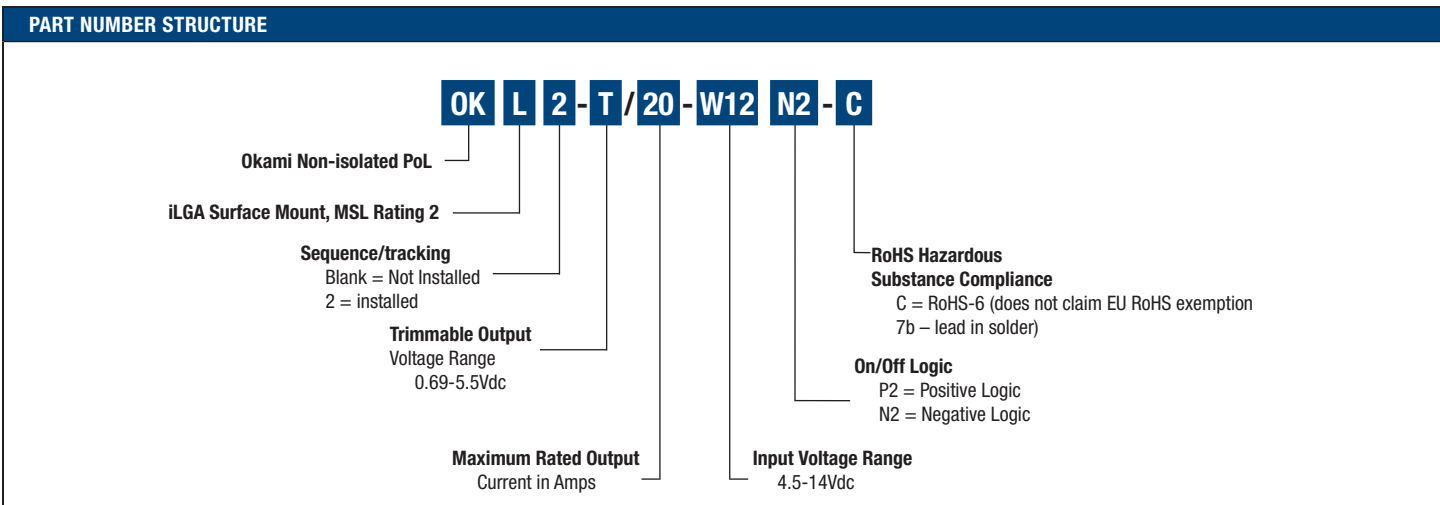 PART NUMBER STRUCTURE
OK L 2 - T / 20 - W12 N2 - C
Okami Non-isolated PoL
iLGA Surface Mount, MSL Rating 2
Sequence/tracking
Blank = Not Installed
2 = installed
Trimmable Output
Voltage Range
0.69-5.5Vdc
Maximum Rated Output
Current in Amps
Input Voltage Range
4.5-14Vdc
On/Off Logic
P2 = Positive Logic
N2 = Negative Logic
RoHS Hazardous
Substance Compliance
C = RoHS-6 (does not claim EU RoHS exemption
7b – lead in solder)